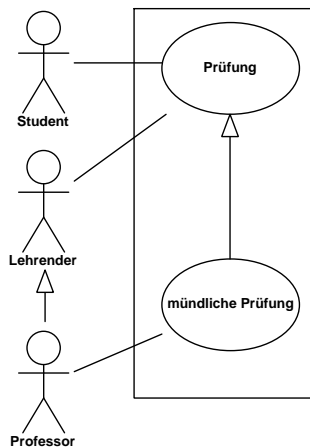 Prüfung
Student
Lehrender
mündliche Prüfung
Professor